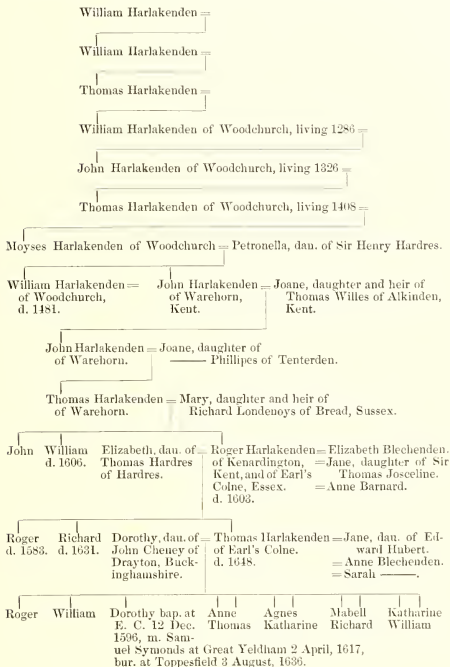 William Harlakenden =
William Harlakenden =
Thomas Harlakenden =
William Harlakenden of Woodchurch, living 1286 =
John Harlakenden of Woodchurch, living 1326 =
Thomas Harlakenden of Woodchurch, living 1408 =
Moyses Harlakenden of Woodchurch = Petronella, dau. of Sir Henry Hardres.
William Harlakenden = John Harlakenden = Joane, daughter and heir of
of Woodchurch, of Warehorn, Thomas Willes of Alkinden,
d. 1481. Kent. Kent.
John Harlakenden = Joane, daughter of
of Warehorn. —— Phillipes of Tenterden.
Thomas Harlakenden = Mary, daughter and heir of
of Warehorn. Richard Londenoys of Bread, Sussex.
John William Elizabeth, dau. of = Roger Harlakenden = Elizabeth Blechenden.
d. 1606. Thomas Hardres of Kenardington, = Jane, daughter of Sir
of Hardres. Kent, and of Earl's Thomas Josceline.
Colne, Essex. = Anne Barnard.
d. 1603.
Roger Richard Dorothy, dau. of = Thomas Harlakenden = Jane, dau. of Ed-
d. 1583. d. 1631. John Cheney of of Earl's Colne. ward Hubert.
Drayton, Buck- d. 1648. = Anne Blechenden.
inghamshire. = Sarah ——.
Roger William Dorothy bap. at Anne Agnes Mabell Katharine
E. C. 12 Dec. Thomas Katharine Richard William
1596, m. Sam-
uel Symonds at Great Yeldham 2 April, 1617,
bur. at Toppesfield 3 August, 1636.